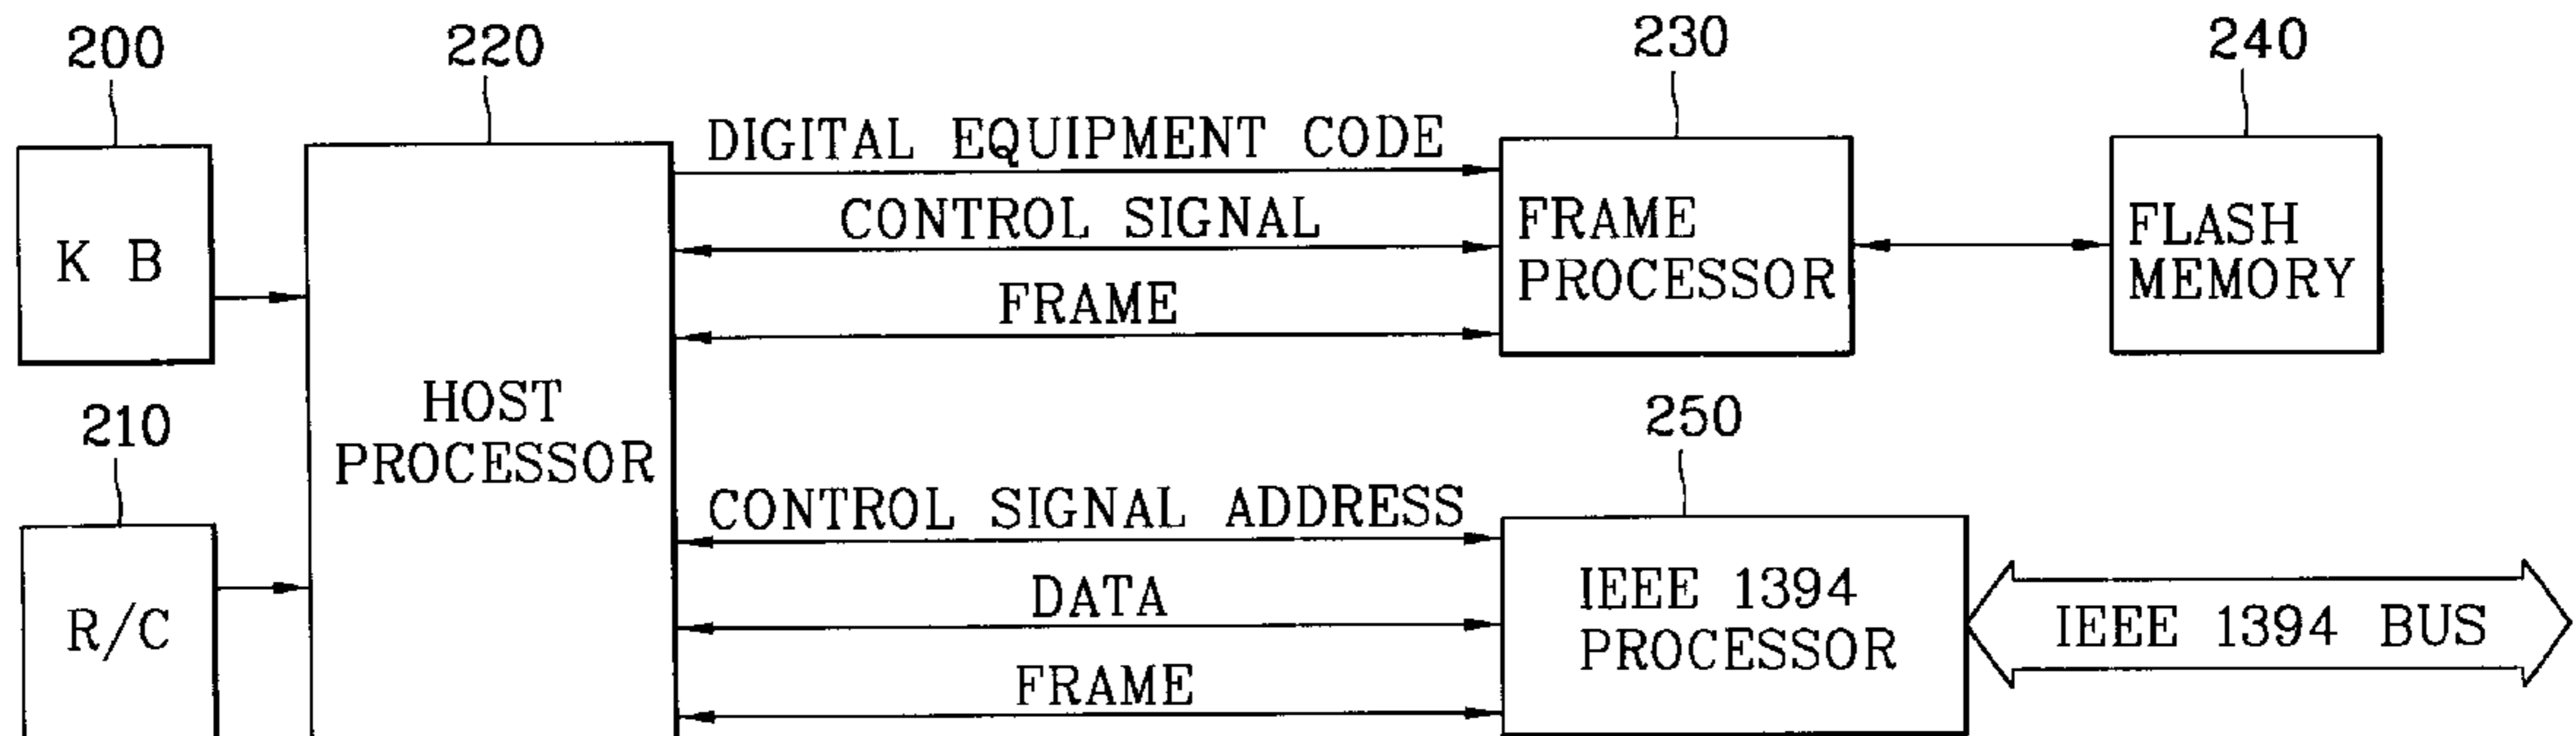 200
220
230
240
DIGITAL EQUIPMENT CODE
CONTROL SIGNAL
FRAME
K B
FRAME
PROCESSOR
FLASH
MEMORY
210
HOST
PROCESSOR
250
CONTROL SIGNAL ADDRESS
DATA
FRAME
R/C
IEEE 1394
PROCESSOR
IEEE 1394 BUS